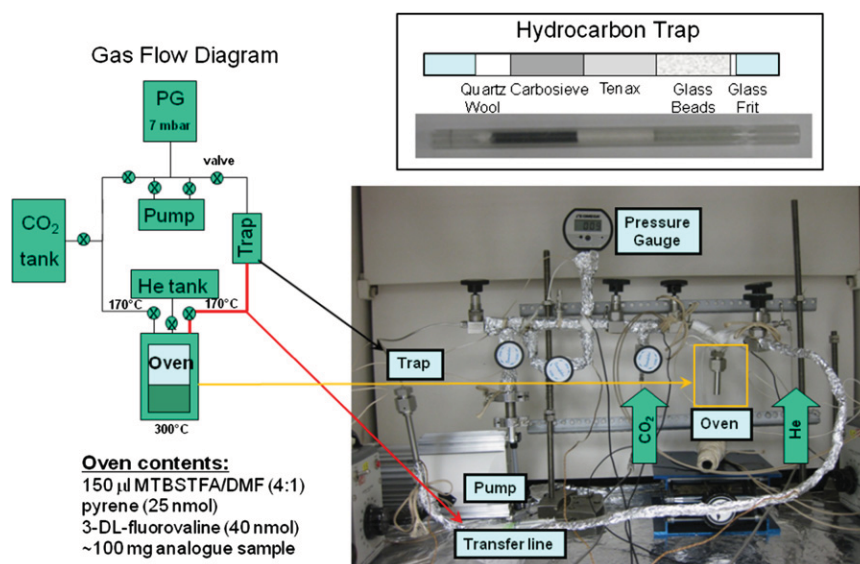 Gas Flow Diagram
PG
7 mbar
valve
Pump
CO₂
tank
Trap
He tank
170°C
170°C
Oven
300°C
Oven contents:
150 µl MTBSTFA/DMF (4:1)
pyrene (25 nmol)
3-DL-fluorovaline (40 nmol)
~100 mg analogue sample
Hydrocarbon Trap
Quartz
Wool
Carbosieve
Tenax
Glass
Beads
Glass
Frit
Pressure
Gauge
Trap
CO₂
Oven
He
Pump
Transfer line